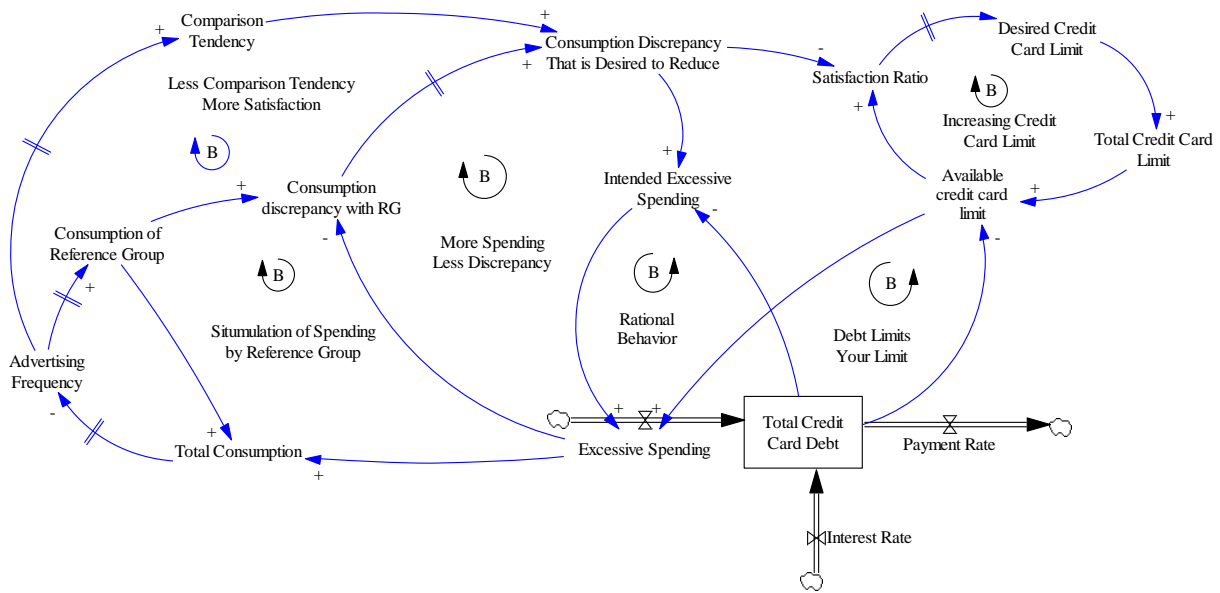 Comparison
Tendency
+
+
Consumption Discrepancy
That is Desired to Reduce
+
-
Satisfaction Ratio
+
+
Desired Credit
Card Limit
B
Increasing Credit
Card Limit
+
Total Credit Card
Limit
Less Comparison Tendency
More Satisfaction
B
+
Consumption
discrepancy with RG
-
B
+
Intended Excessive
Spending
-
Available
credit card
limit
+
-
Consumption of
Reference Group
+
B
More Spending
Less Discrepancy
B
B
Situmulation of Spending
by Reference Group
Rational
Behavior
Debt Limits
Your Limit
Advertising
Frequency
-
+
Total Consumption
+
+
+
Excessive Spending
Total Credit
Card Debt
Payment Rate
Interest Rate